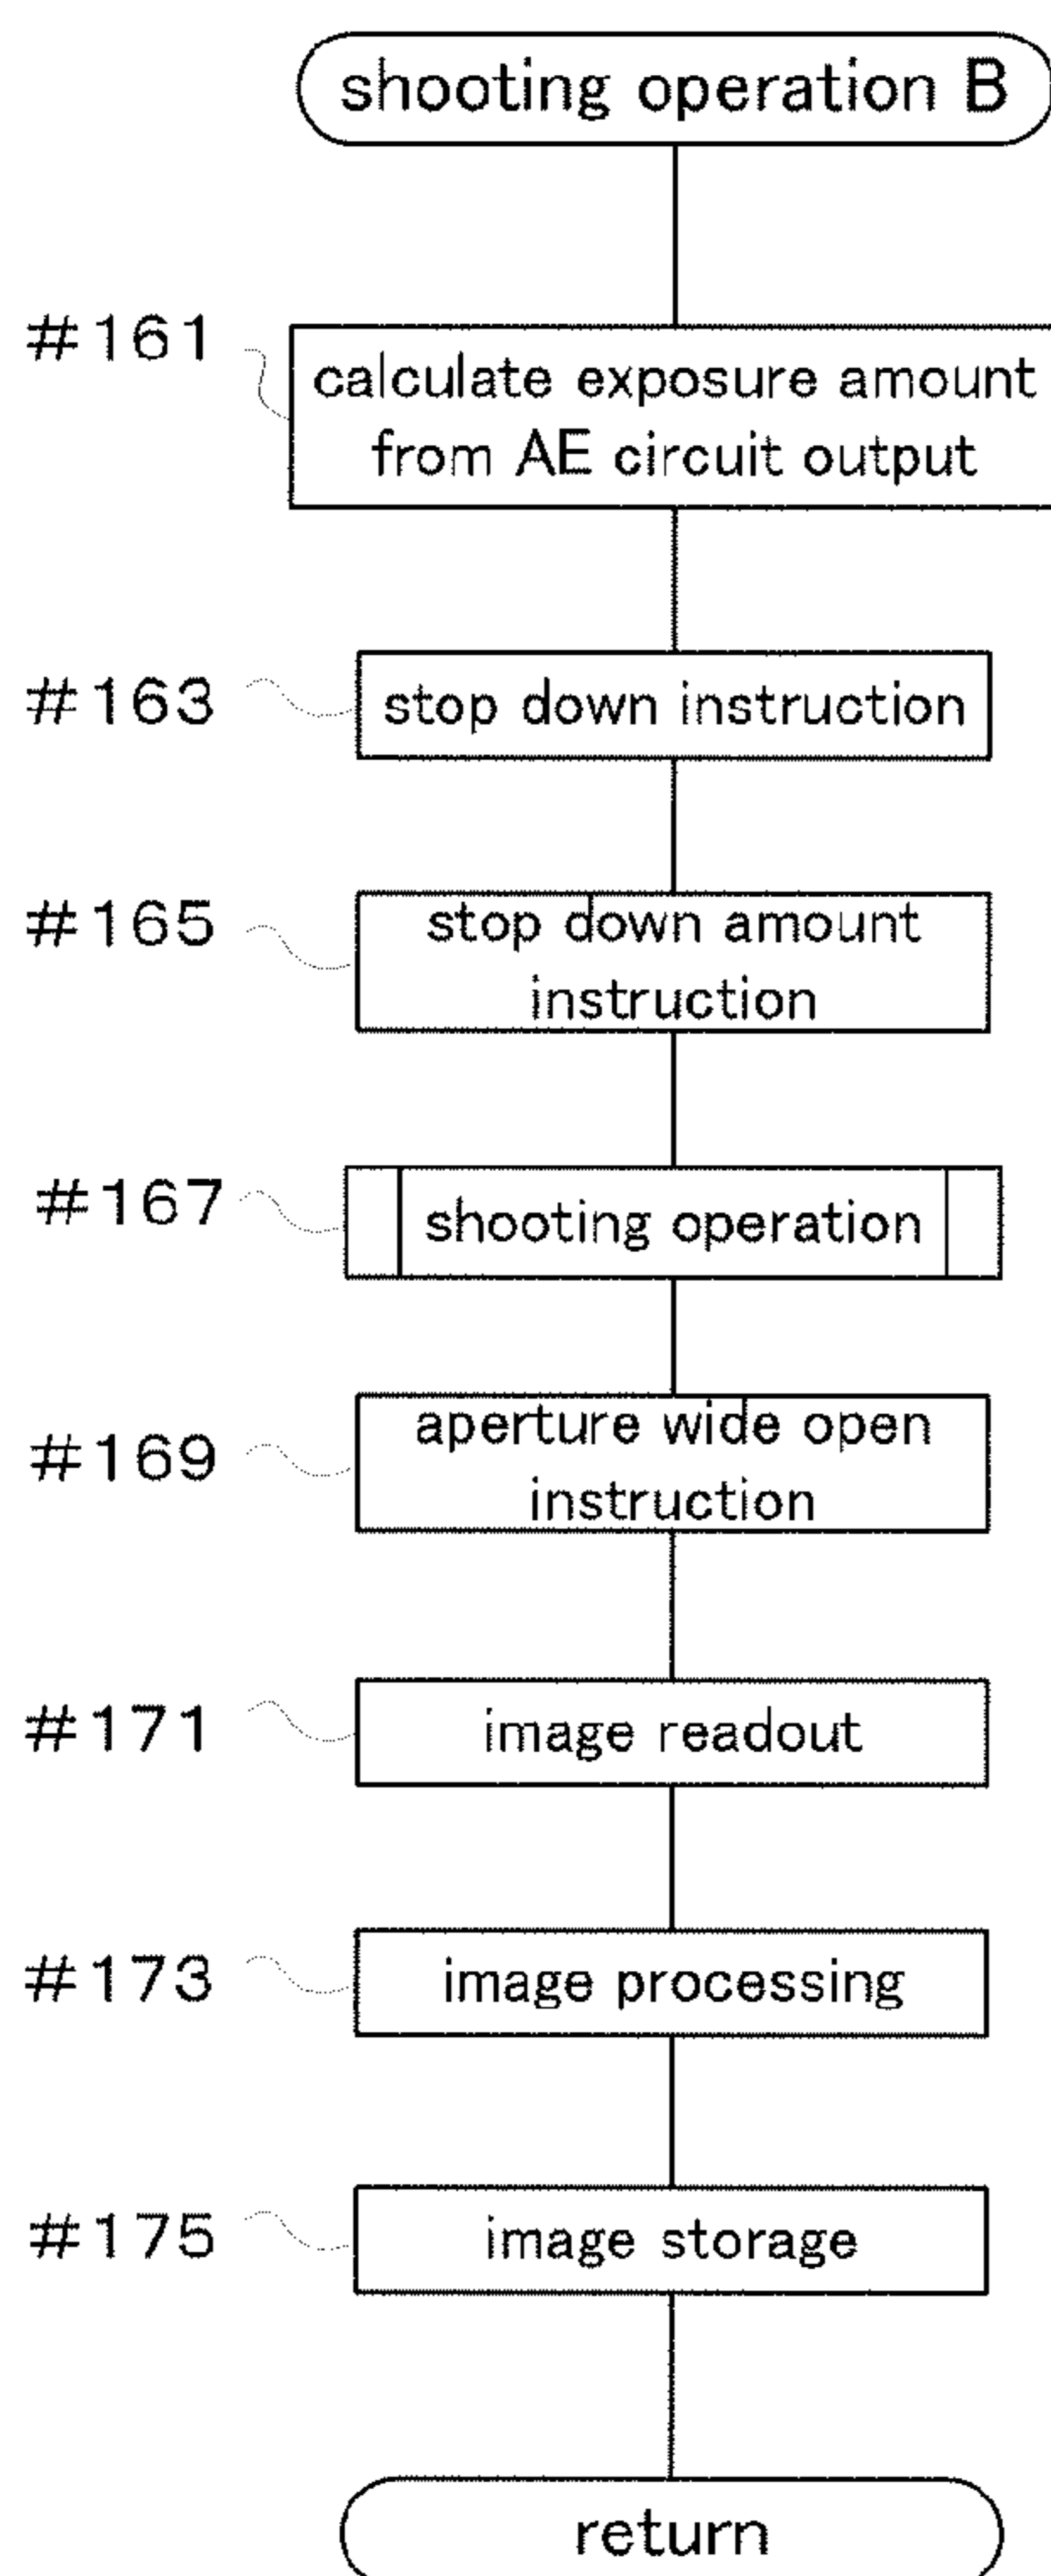 shooting operation B
#161
calculate exposure amount
from AE circuit output
#163
stop down instruction
#165
stop down amount
instruction
#167
shooting operation
#169
aperture wide open
instruction
#171
image readout
#173
image processing
#175
image storage
return